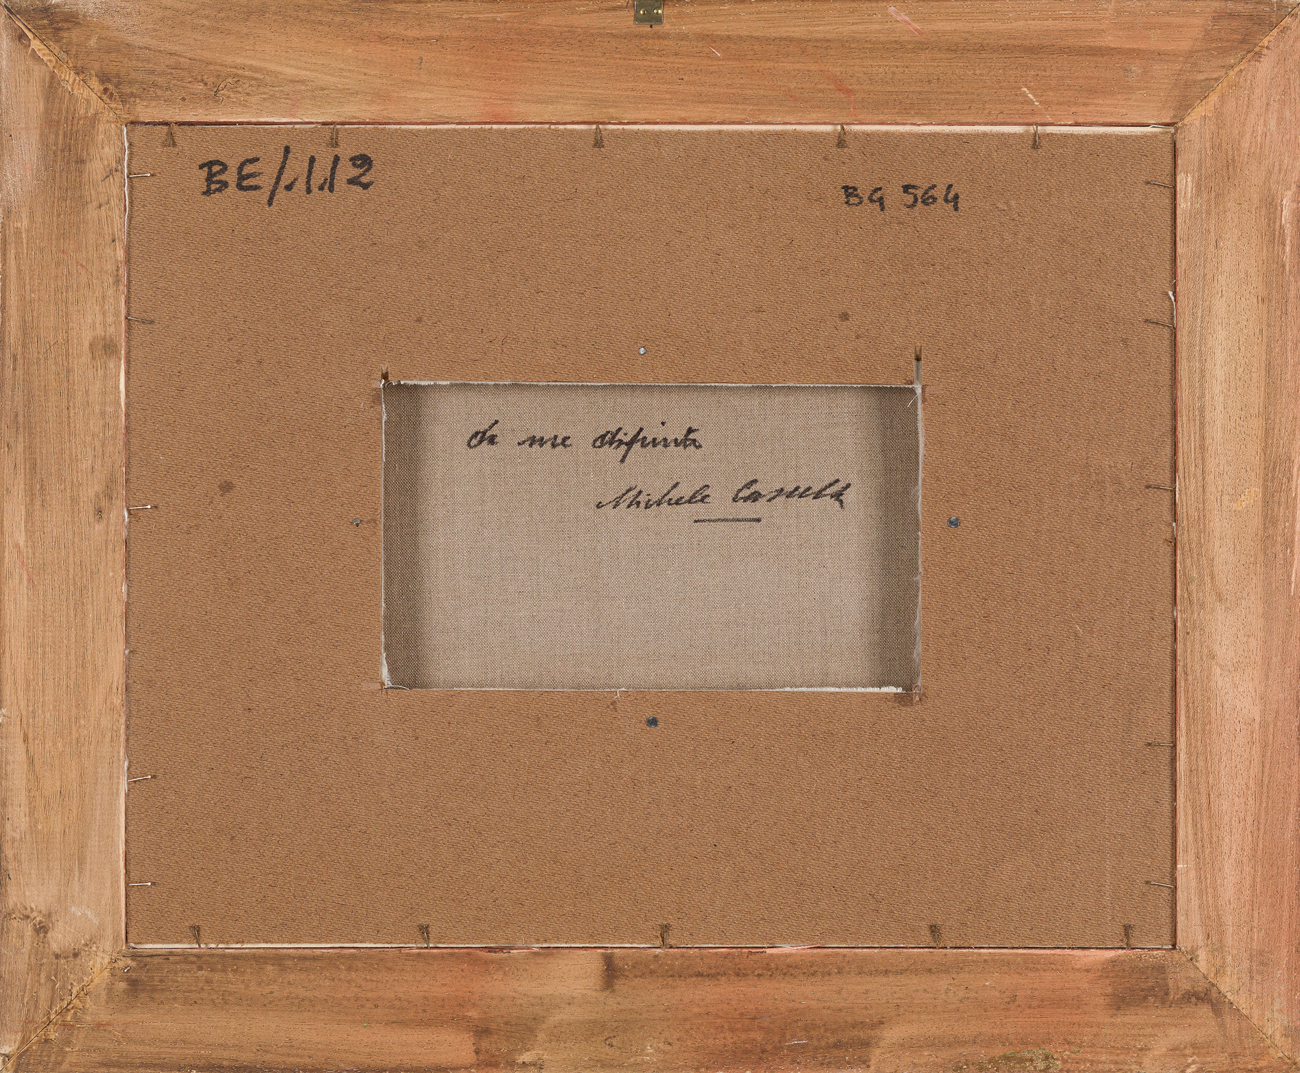 BE/112
BG 564
da me dipinto
Michele Cascella